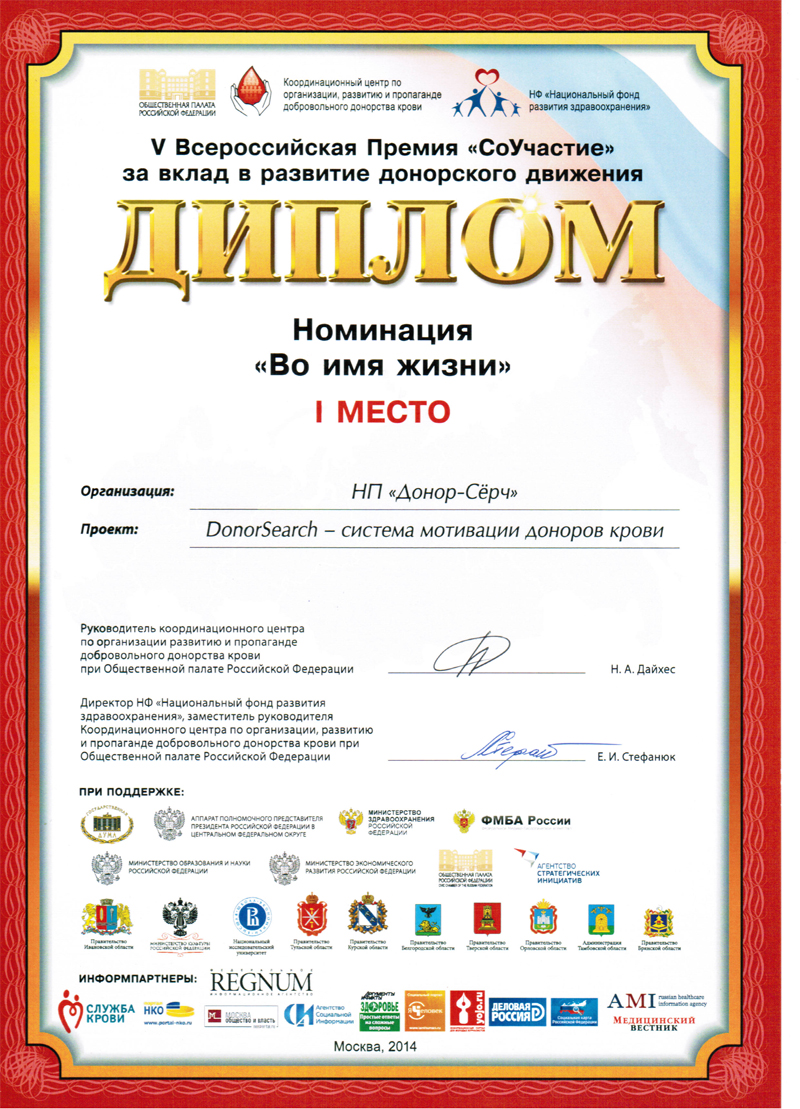 ОБЩЕСТВЕННАЯ ПАЛАТА
РОССИЙСКОЙ ФЕДЕРАЦИИ
Координационный центр по
организации, развитию и пропаганде
добровольного донорства крови
НФ «Национальный фонд
развития здравоохранения»
V Всероссийская Премия «СоУчастие»
за вклад в развитие донорского движения
ДИПЛОМ
Номинация
«Во имя жизни»
I МЕСТО
Организация: НП «Донор-Сёрч»
Проект: DonorSearch – система мотивации доноров крови
Руководитель координационного центра
по организации развитию и пропаганде
добровольного донорства крови
при Общественной палате Российской Федерации
Н. А. Дайхес
Директор НФ «Национальный фонд развития
здравоохранения», заместитель руководителя
Координационного центра по организации, развитию
и пропаганде добровольного донорства крови при
Общественной палате Российской Федерации
Е. И. Стефанюк
ПРИ ПОДДЕРЖКЕ:
ГОСУДАРСТВЕННАЯ
ДУМА
АППАРАТ ПОЛНОМОЧНОГО ПРЕДСТАВИТЕЛЯ
ПРЕЗИДЕНТА РОССИЙСКОЙ ФЕДЕРАЦИИ В
ЦЕНТРАЛЬНОМ ФЕДЕРАЛЬНОМ ОКРУГЕ
МИНИСТЕРСТВО
ЗДРАВООХРАНЕНИЯ
РОССИЙСКОЙ
ФЕДЕРАЦИИ
ФМБА России
МИНИСТЕРСТВО ОБРАЗОВАНИЯ И НАУКИ
РОССИЙСКОЙ ФЕДЕРАЦИИ
МИНИСТЕРСТВО ЭКОНОМИЧЕСКОГО
РАЗВИТИЯ РОССИЙСКОЙ ФЕДЕРАЦИИ
ОБЩЕСТВЕННАЯ ПАЛАТА
РОССИЙСКОЙ ФЕДЕРАЦИИ
АГЕНТСТВО
СТРАТЕГИЧЕСКИХ
ИНИЦИАТИВ
Правительство
Ивановской области
МИНИСТЕРСТВО КУЛЬТУРЫ
РОССИЙСКОЙ ФЕДЕРАЦИИ
Национальный
исследовательский
университет
Правительство
Тульской области
Правительство
Курской области
Правительство
Белгородской области
Правительство
Тверской области
Правительство
Орловской области
Администрация
Тамбовской области
Правительство
Брянской области
ИНФОРМПАРТНЕРЫ:
REGNUM
ИНФОРМАЦИОННОЕ АГЕНТСТВО
СЛУЖБА
КРОВИ
НКО
www.portal-nko.ru
МОСКВА
ОБЩЕСТВО И ВЛАСТЬ
Агентство
Социальной
Информации
ЗДОРОВЬЕ
Простые ответы
на сложные
вопросы
yojo.ru
ДЕЛОВАЯ
РОССИЯ
Социальная карта
Российской Федерации
AMI russian healthcare
information agency
МЕДИЦИНСКИЙ
ВЕСТНИК
Москва, 2014